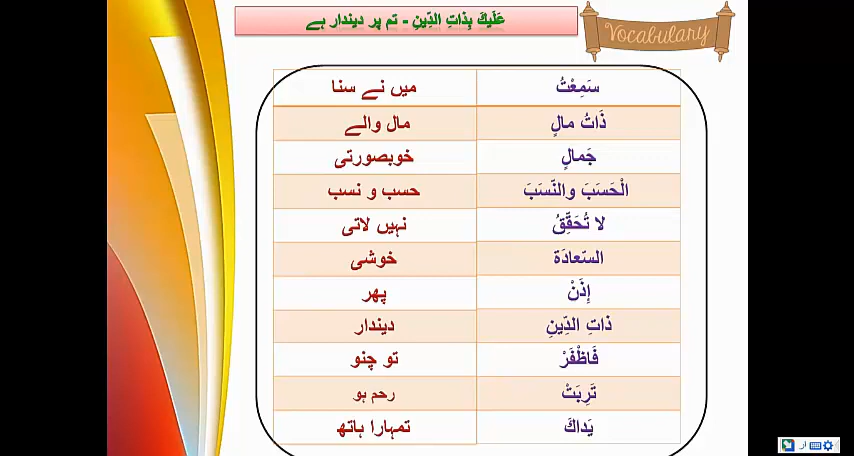 عَلَيكَ بِذَاتِ الدِّينِ - تم پر دیندار ہے
Vocabulary
سَمِعْتُ میں نے سنا
ذَاتُ مالٍ مال والے
جَمالٍ خوبصورتی
الْحَسَبَ والنّسَبَ حسب و نسب
لا تُحَقِّقُ نہیں لاتی
السّعادَة خوشی
إِذَنْ پھر
ذاتِ الدِّينِ دیندار
فَاظْفَرْ تو چنو
تَرِبَتْ رحم ہو
يَداكَ تمہارا ہاتھ
ار